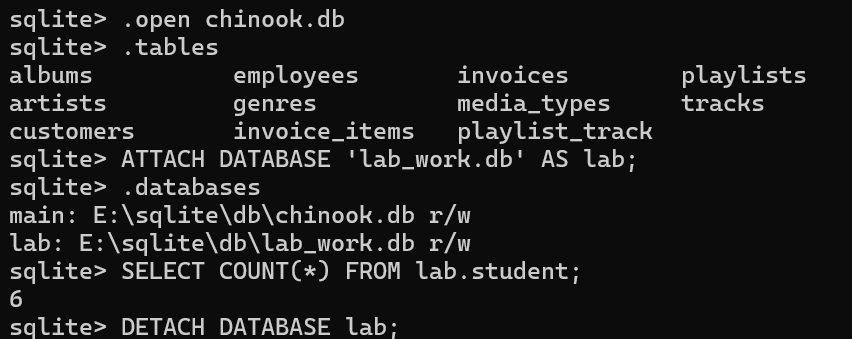 sqlite> .open chinook.db
sqlite> .tables
albums          employees       invoices        playlists
artists         genres          media_types     tracks
customers       invoice_items   playlist_track
sqlite> ATTACH DATABASE 'lab_work.db' AS lab;
sqlite> .databases
main: E:\sqlite\db\chinook.db r/w
lab: E:\sqlite\db\lab_work.db r/w
sqlite> SELECT COUNT(*) FROM lab.student;
6
sqlite> DETACH DATABASE lab;